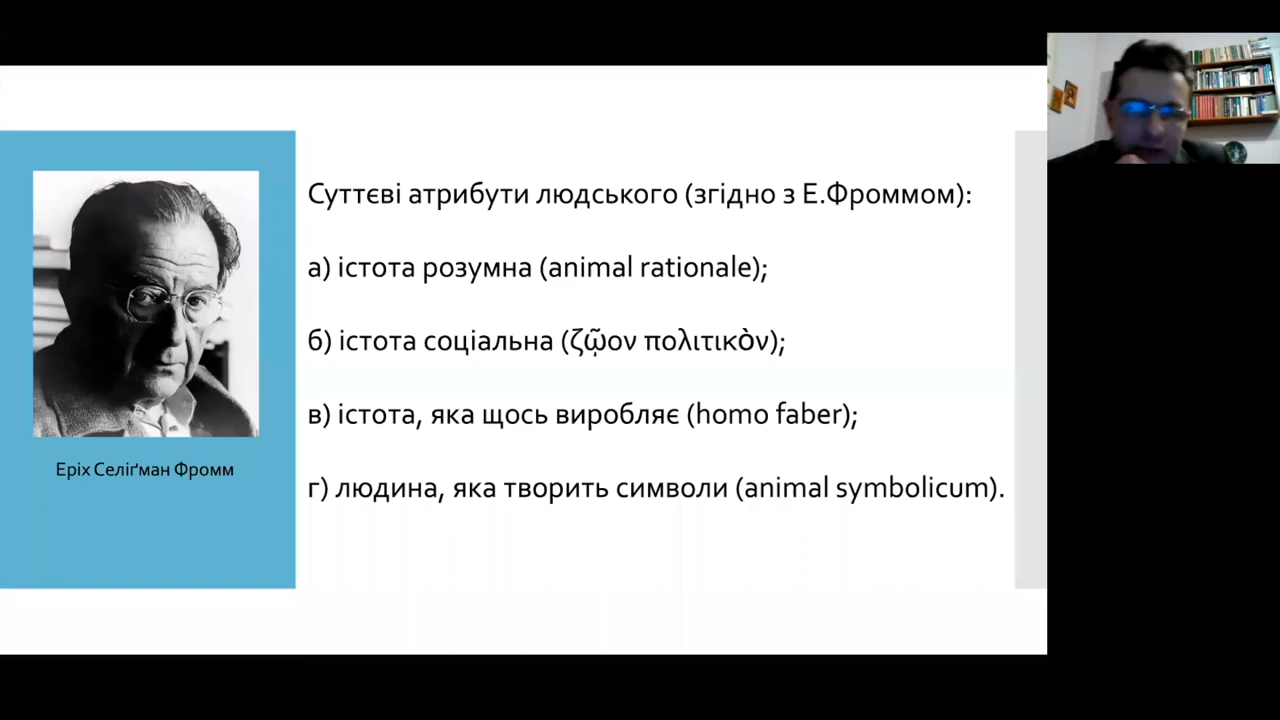 Суттєві атрибути людського (згідно з Е.Фроммом):
а) істота розумна (animal rationale);
б) істота соціальна (ζῷον πολιτικὸν);
в) істота, яка щось виробляє (homo faber);
г) людина, яка творить символи (animal symbolicum).
Еріх Селіґман Фромм